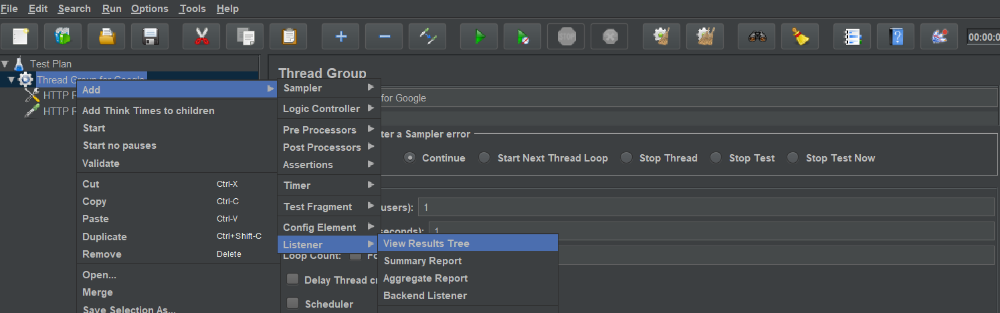 File Edit Search Run Options Tools Help
STOP
00:00:0
Test Plan
Thread Group for Google
HTTP R
HTTP R
Add
Add Think Times to children
Start
Start no pauses
Validate
Cut Ctrl-X
Copy Ctrl-C
Paste Ctrl-V
Duplicate Ctrl+Shift-C
Remove Delete
Open...
Merge
Save Selection As...
Sampler
Logic Controller
Pre Processors
Post Processors
Assertions
Timer
Test Fragment
Config Element
Listener
View Results Tree
Summary Report
Aggregate Report
Backend Listener
Thread Group
for Google
ter a Sampler error
Continue Start Next Thread Loop Stop Thread Stop Test Stop Test Now
users): 1
seconds): 1
Loop Count: Fo
Delay Thread cr
Scheduler